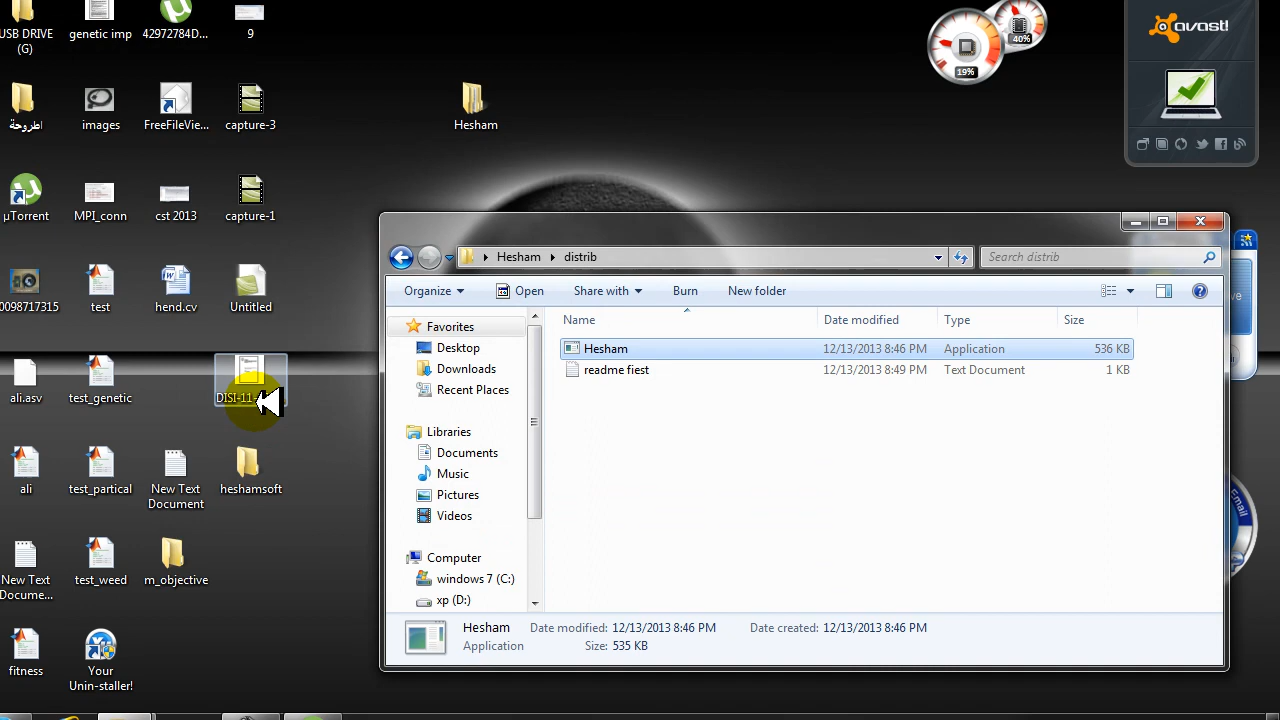 USB DRIVE
(G)
genetic imp
42972784D...
9
اطروحة
images
FreeFileVie...
capture-3
Hesham
µTorrent
MPI_conn
cst 2013
capture-1
0098717315
test
hend.cv
Untitled
ali.asv
test_genetic
DISI-11-
ali
test_partical
New Text
Document
heshamsoft
New Text
Docume...
test_weed
m_objective
fitness
Your
Unin-staller!
19%
40%
avast!
Hesham
distrib
Search distrib
Organize
Open
Share with
Burn
New folder
Favorites
Desktop
Downloads
Recent Places
Libraries
Documents
Music
Pictures
Videos
Computer
windows 7 (C:)
xp (D:)
Name
Date modified
Type
Size
Hesham
12/13/2013 8:46 PM
Application
536 KB
readme fiest
12/13/2013 8:49 PM
Text Document
1 KB
Hesham
Date modified: 12/13/2013 8:46 PM
Date created: 12/13/2013 8:46 PM
Application
Size: 535 KB
Email